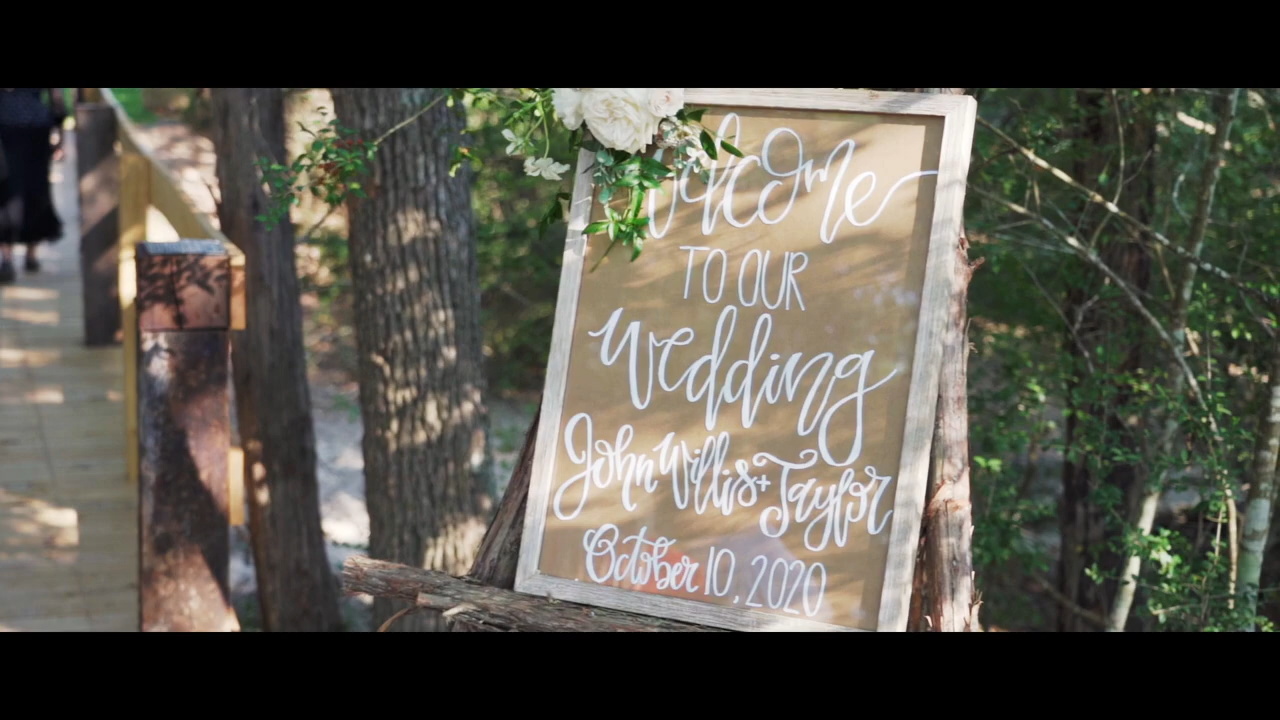 Welcome
TO OUR
Wedding
John Willis + Taylor
October 10, 2020